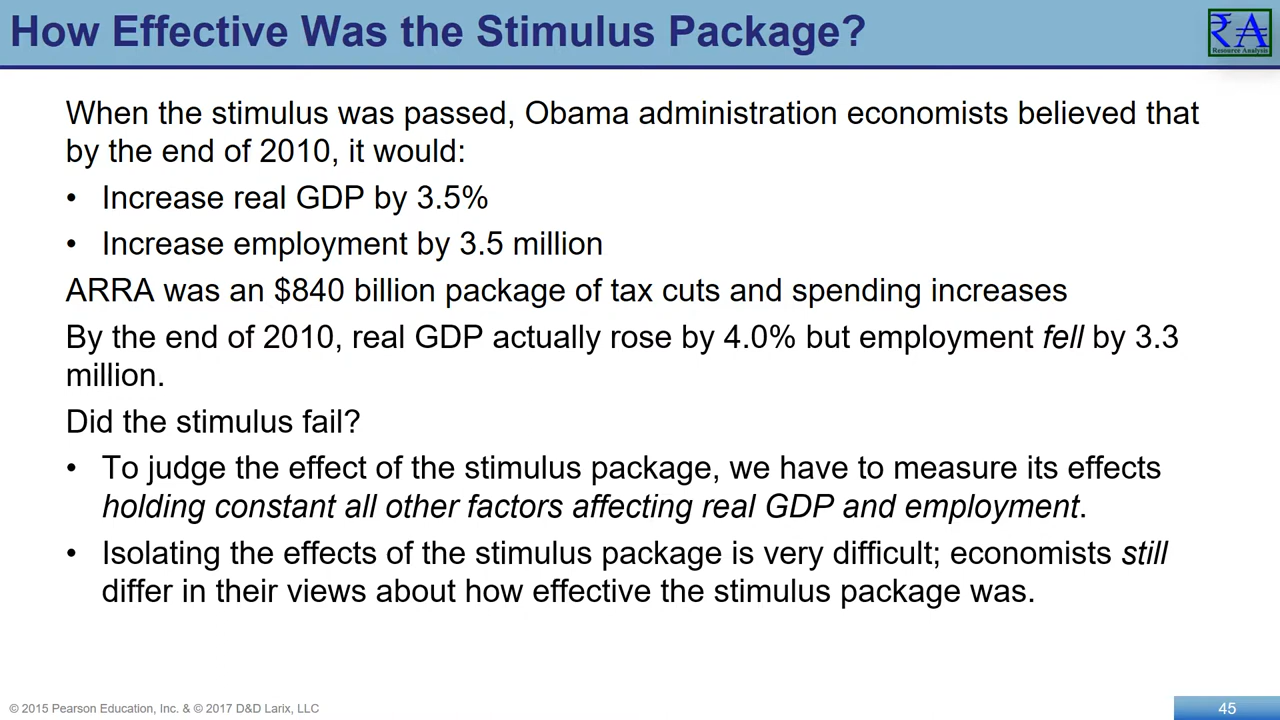 How Effective Was the Stimulus Package?
₹A
Resource Analysis
When the stimulus was passed, Obama administration economists believed that
by the end of 2010, it would:
• Increase real GDP by 3.5%
• Increase employment by 3.5 million
ARRA was an $840 billion package of tax cuts and spending increases
By the end of 2010, real GDP actually rose by 4.0% but employment fell by 3.3
million.
Did the stimulus fail?
• To judge the effect of the stimulus package, we have to measure its effects
holding constant all other factors affecting real GDP and employment.
• Isolating the effects of the stimulus package is very difficult; economists still
differ in their views about how effective the stimulus package was.
© 2015 Pearson Education, Inc. & © 2017 D&D Larix, LLC
45